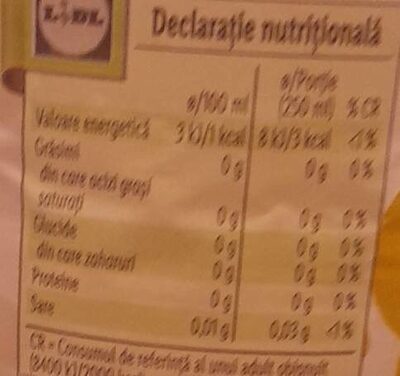 LIDL
Declarație nutrițională
ø/100 ml ø/Porție (250 ml) % CR
Valoare energetică 3 kJ/1 kcal 8 kJ/3 kcal <1%
Grăsimi 0 g 0 g 0%
din care acizi grași
saturați 0 g 0 g 0%
Glucide 0 g 0 g 0%
din care zaharuri 0 g 0 g 0%
Proteine 0 g 0 g 0%
Sare 0,01 g 0,03 g <1%
CR = Consumul de referință al unui adult obișnuit
(8400 kJ/2000 kcal)